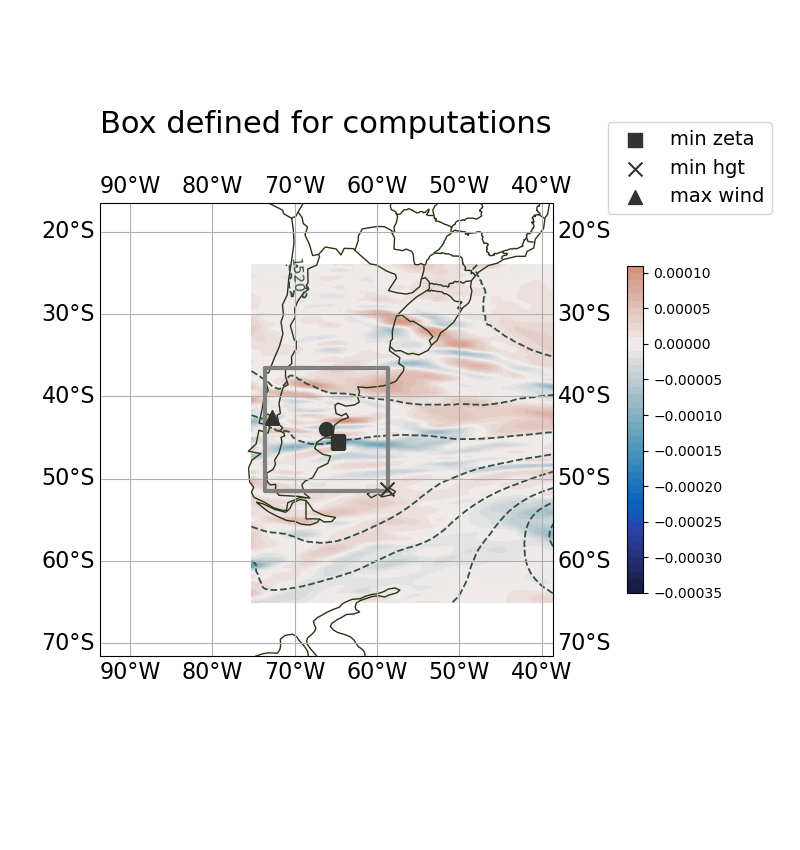 Box defined for computations
min zeta
min hgt
max wind
90°W 80°W 70°W 60°W 50°W 40°W
20°S 20°S
30°S 30°S
40°S 40°S
50°S 50°S
60°S 60°S
70°S 70°S
90°W 80°W 70°W 60°W 50°W 40°W
1520
0.00010
0.00005
0.00000
−0.00005
−0.00010
−0.00015
−0.00020
−0.00025
−0.00030
−0.00035